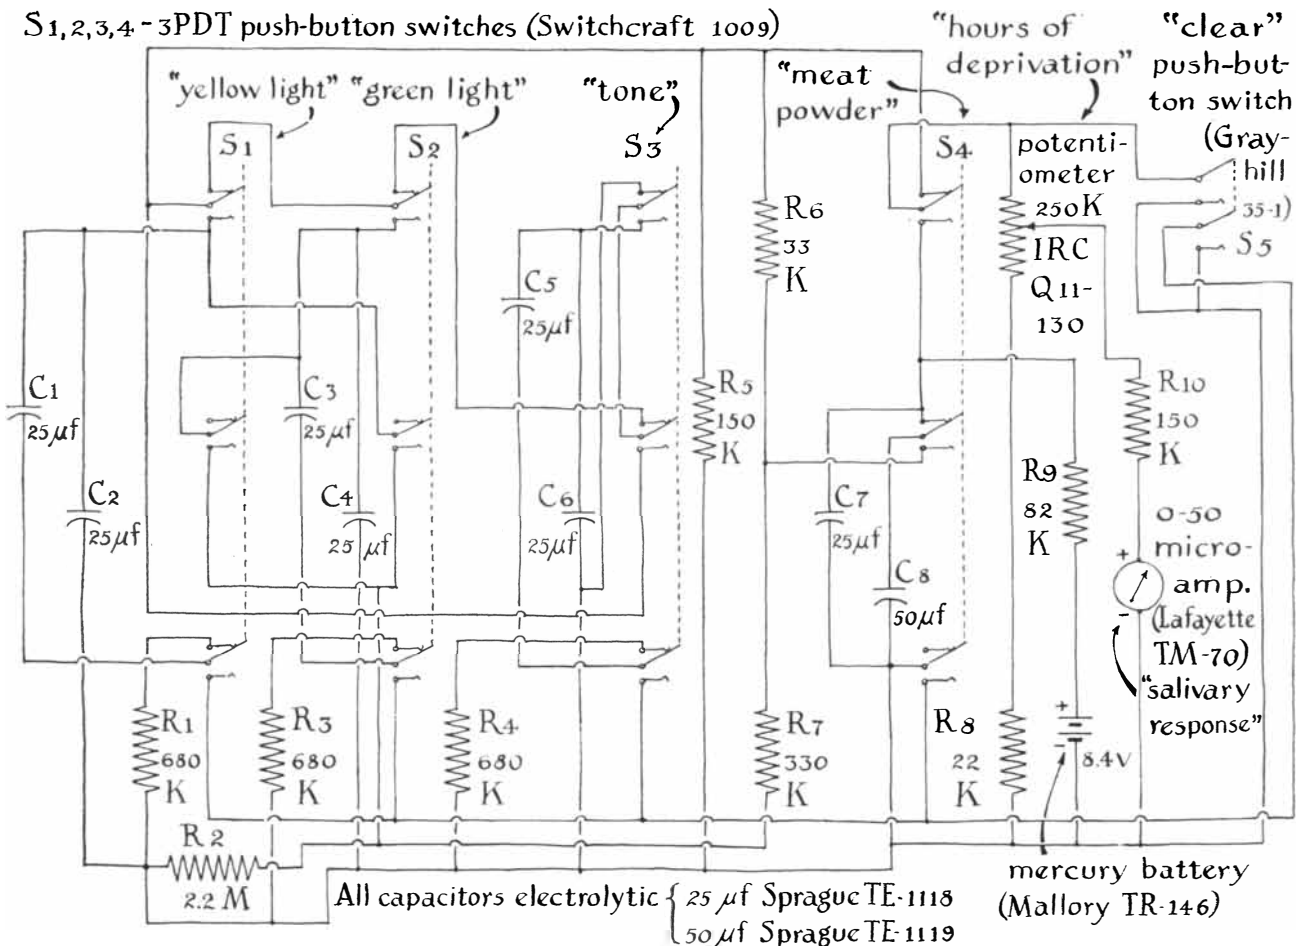 S1,2,3,4 - 3PDT push-button switches (Switchcraft 1009)
"yellow light"
"green light"
"tone"
"meat
powder"
"hours of
deprivation"
"clear"
push-but-
ton switch
(Gray-
hill
35-1)
S5
S1
S2
S3
S4
potenti-
ometer
250K
IRC
Q11-
130
R6
33
K
C5
25µf
C1
25µf
C3
25µf
R5
150
K
R10
150
K
C2
25µf
C4
25 µf
C6
25µf
C7
25µf
R9
82
K
C8
50µf
0-50
micro-
amp.
(Lafayette
TM-70)
"salivary
response"
+
-
R1
680
K
R3
680
K
R4
680
K
R7
330
K
R8
22
K
+
-
8.4V
R2
2.2 M
mercury battery
(Mallory TR-146)
All capacitors electrolytic { 25 µf Sprague TE-1118
50 µf Sprague TE-1119